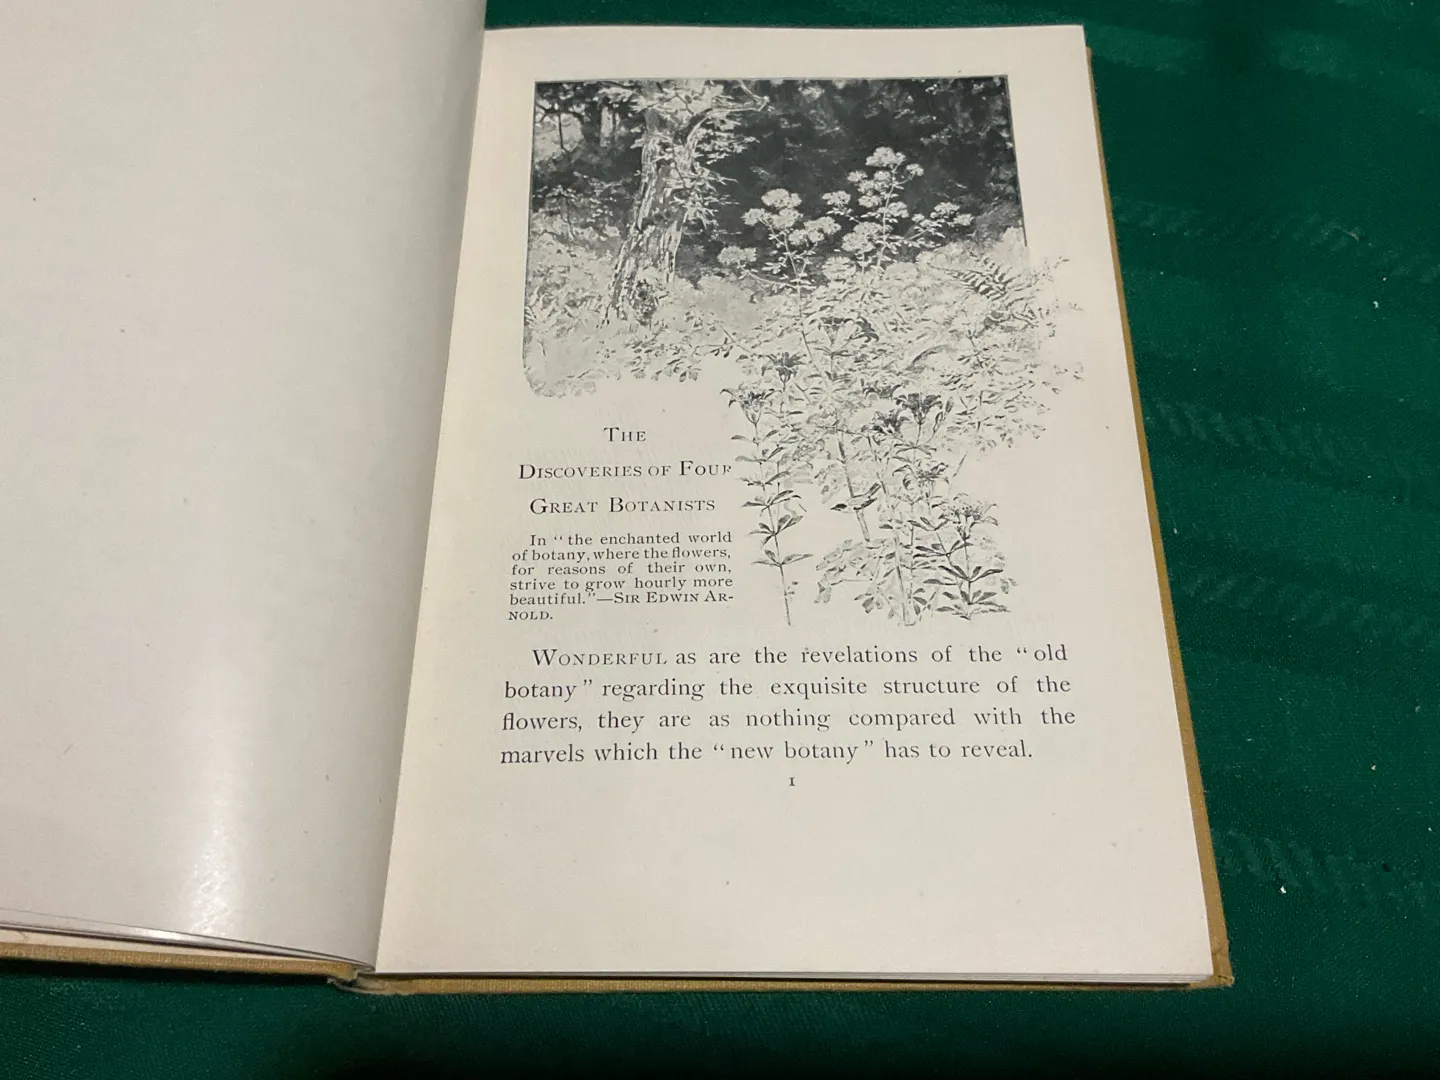 The
Discoveries of Four
Great Botanists
In “ the enchanted world
of botany, where the flowers,
for reasons of their own,
strive to grow hourly more
beautiful.”—Sir Edwin Ar-
nold.
Wonderful as are the revelations of the “old
botany” regarding the exquisite structure of the
flowers, they are as nothing compared with the
marvels which the “new botany” has to reveal.
1